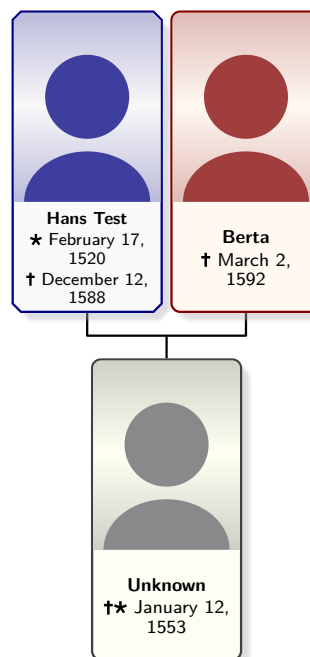 Hans Test
★ February 17,
1520
✝ December 12,
1588
Berta
✝ March 2,
1592
Unknown
✝★ January 12,
1553